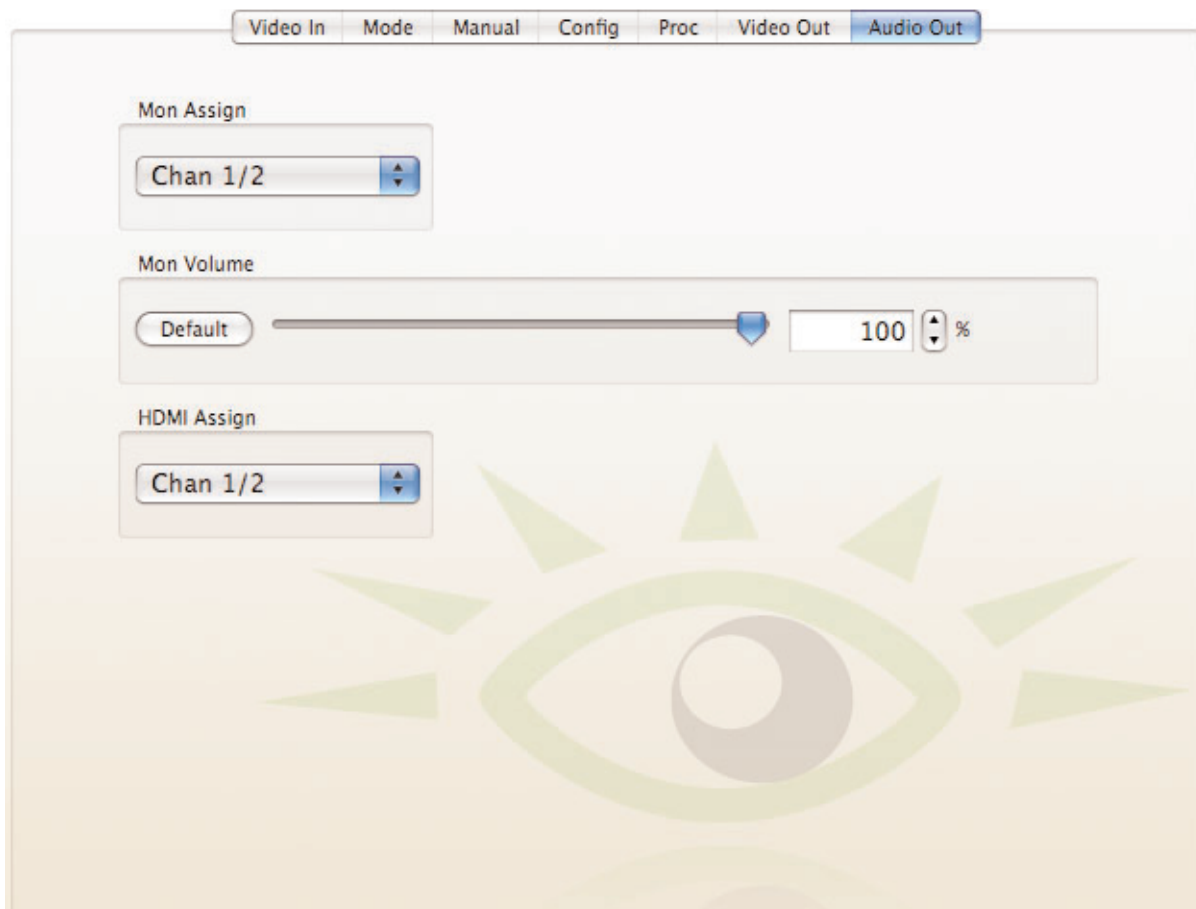 Video In Mode Manual Config Proc Video Out Audio Out
Mon Assign
Chan 1/2
Mon Volume
Default 100 %
HDMI Assign
Chan 1/2